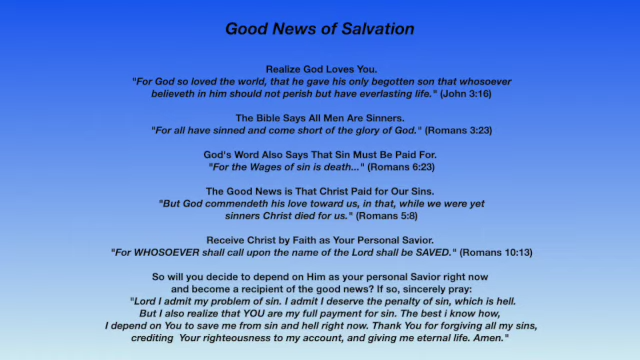 Good News of Salvation
Realize God Loves You.
"For God so loved the world, that he gave his only begotten son that whosoever
believeth in him should not perish but have everlasting life." (John 3:16)
The Bible Says All Men Are Sinners.
"For all have sinned and come short of the glory of God." (Romans 3:23)
God's Word Also Says That Sin Must Be Paid For.
"For the Wages of sin is death..." (Romans 6:23)
The Good News is That Christ Paid for Our Sins.
"But God commendeth his love toward us, in that, while we were yet
sinners Christ died for us." (Romans 5:8)
Receive Christ by Faith as Your Personal Savior.
"For WHOSOEVER shall call upon the name of the Lord shall be SAVED." (Romans 10:13)
So will you decide to depend on Him as your personal Savior right now
and become a recipient of the good news? If so, sincerely pray:
"Lord I admit my problem of sin. I admit I deserve the penalty of sin, which is hell.
But I also realize that YOU are my full payment for sin. The best i know how,
I depend on You to save me from sin and hell right now. Thank You for forgiving all my sins,
crediting Your righteousness to my account, and giving me eternal life. Amen."